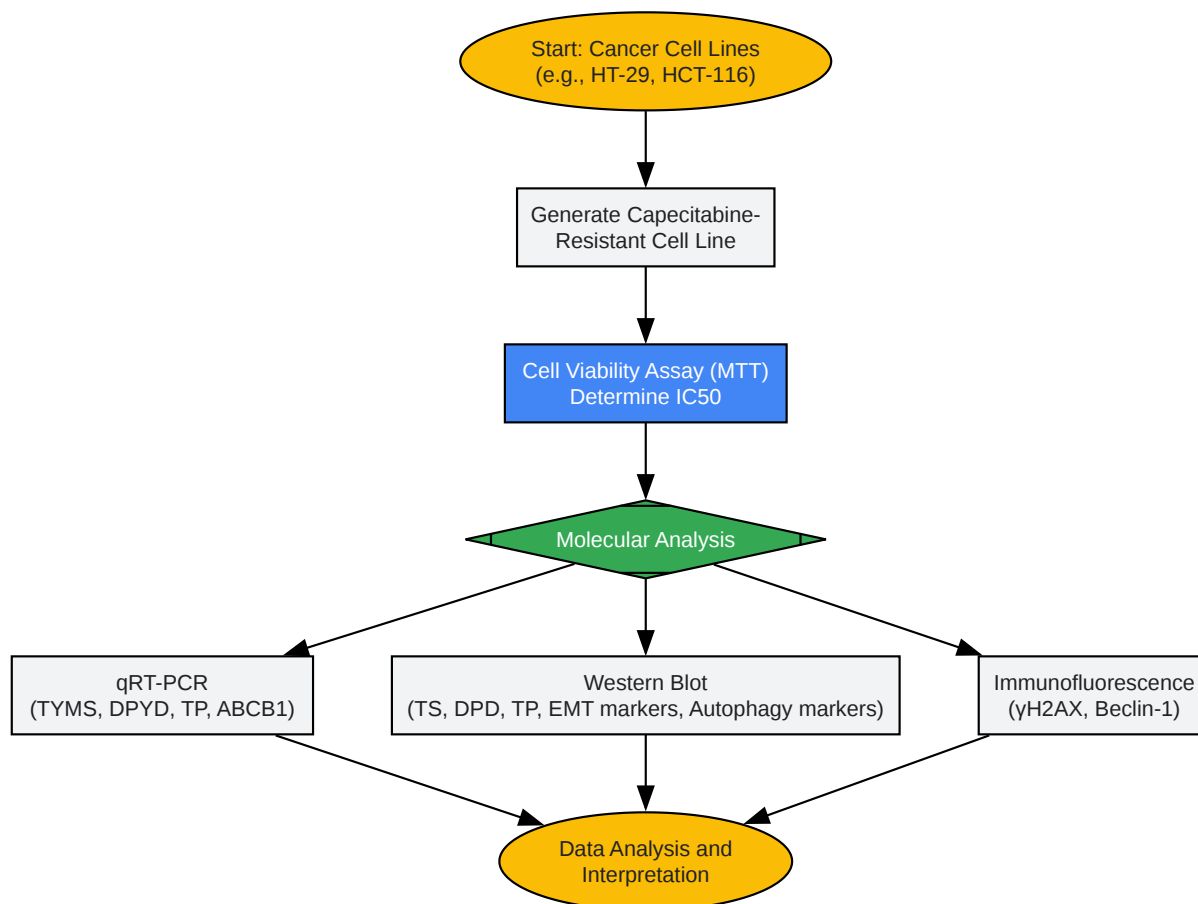 Start: Cancer Cell Lines
(e.g., HT-29, HCT-116)
Generate Capecitabine-
Resistant Cell Line
Cell Viability Assay (MTT)
Determine IC50
Molecular Analysis
qRT-PCR
(TYMS, DPYD, TP, ABCB1)
Western Blot
(TS, DPD, TP, EMT markers, Autophagy markers)
Immunofluorescence
(γH2AX, Beclin-1)
Data Analysis and
Interpretation